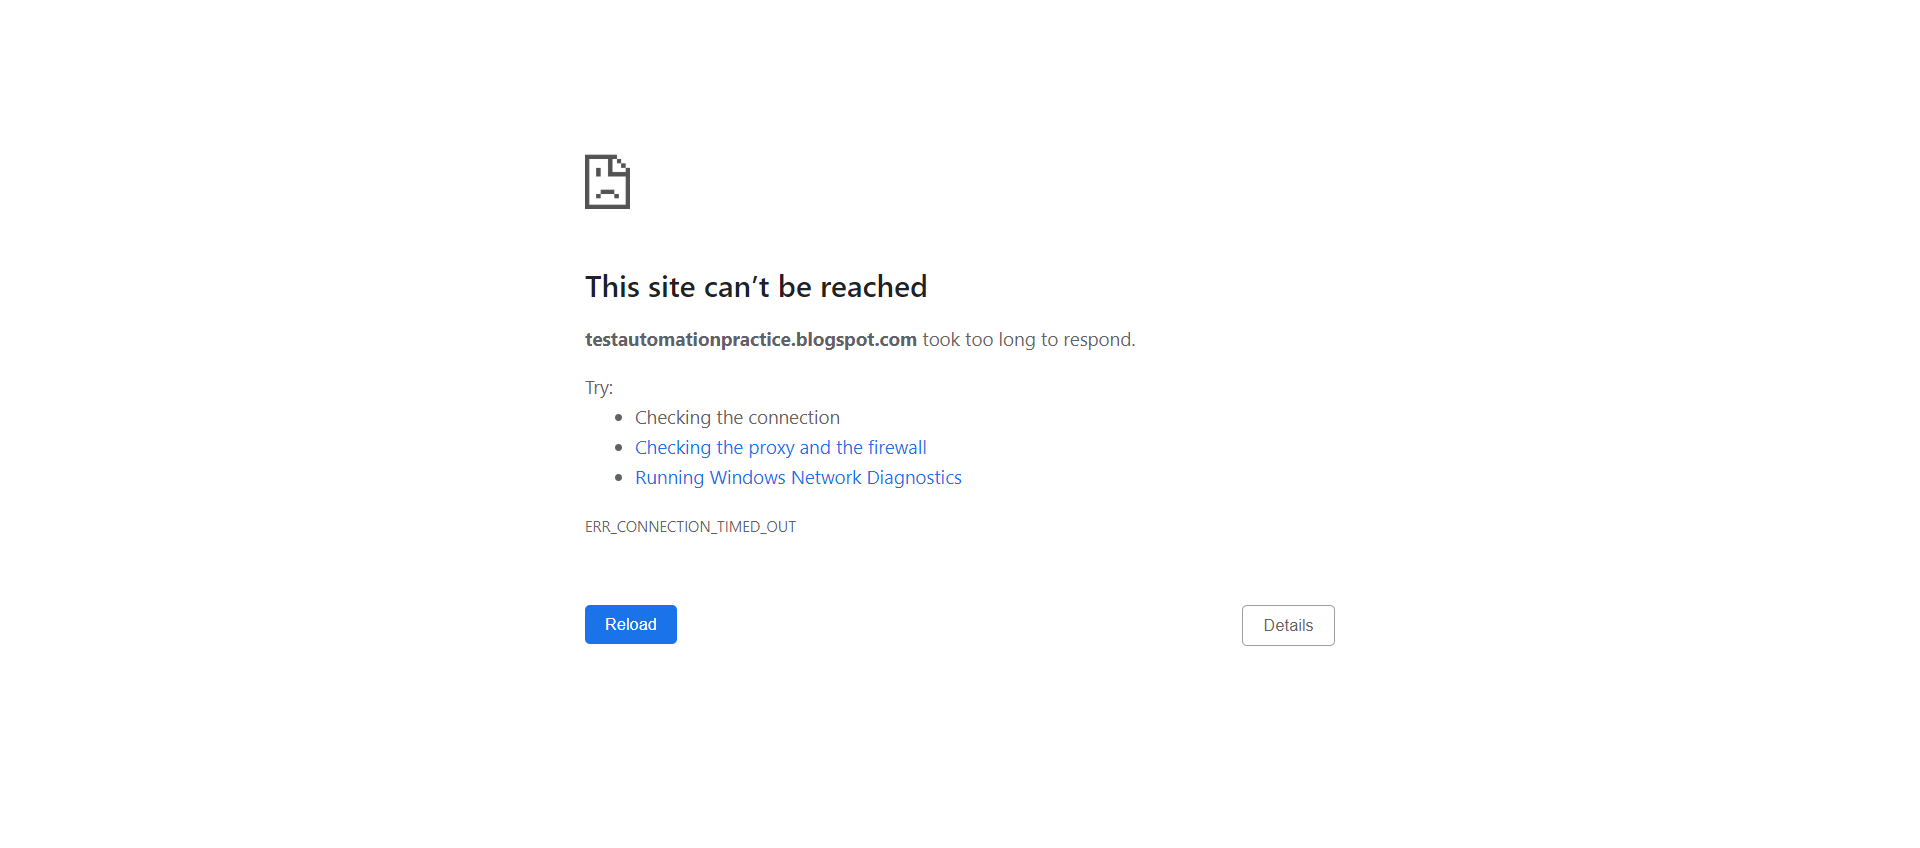 This site can’t be reached
testautomationpractice.blogspot.com took too long to respond.
Try:
Checking the connection
Checking the proxy and the firewall
Running Windows Network Diagnostics
ERR_CONNECTION_TIMED_OUT
Reload
Details